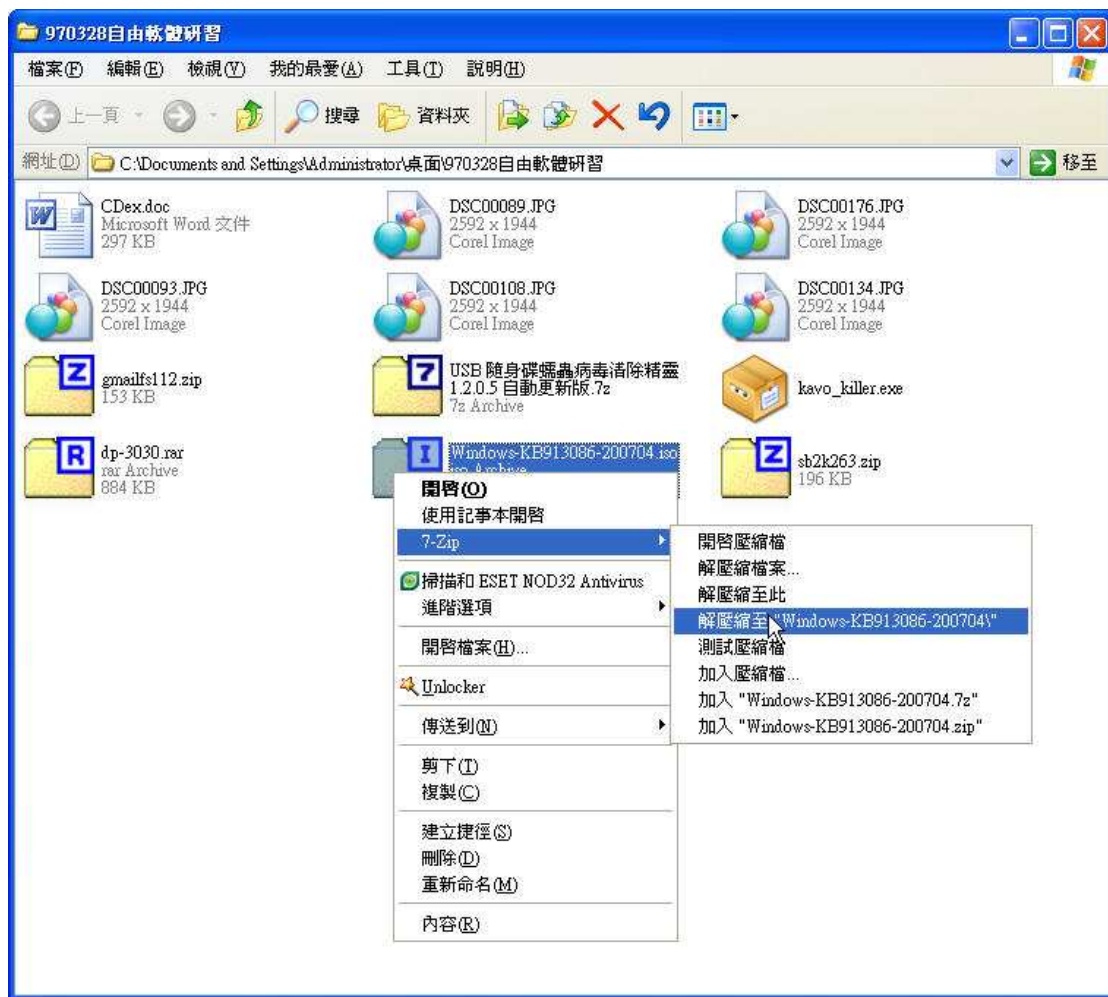 970328自由軟體研習
檔案(F) 編輯(E) 檢視(V) 我的最愛(A) 工具(T) 說明(H)
上一頁 搜尋 資料夾
網址(D) C:\Documents and Settings\Administrator\桌面\970328自由軟體研習 移至
CDex.doc
Microsoft Word 文件
297 KB
DSC00089.JPG
2592 x 1944
Corel Image
DSC00176.JPG
2592 x 1944
Corel Image
DSC00093.JPG
2592 x 1944
Corel Image
DSC00108.JPG
2592 x 1944
Corel Image
DSC00134.JPG
2592 x 1944
Corel Image
Z
gmailfs112.zip
153 KB
7
USB 隨身碟蠕蟲病毒清除精靈
1.2.0.5 自動更新版.7z
7z Archive
kavo_killer.exe
R
dp-3030.rar
rar Archive
884 KB
I
Windows-KB913086-200704.iso
iso Archive
Z
sb2k263.zip
196 KB
開啓(O)
使用記事本開啓
7-Zip
掃描和 ESET NOD32 Antivirus
進階選項
開啓檔案(H)...
Unlocker
傳送到(N)
剪下(T)
複製(C)
建立捷徑(S)
刪除(D)
重新命名(M)
內容(R)
開啓壓縮檔
解壓縮檔案...
解壓縮至此
解壓縮至 "Windows-KB913086-200704\"
測試壓縮檔
加入壓縮檔...
加入 "Windows-KB913086-200704.7z"
加入 "Windows-KB913086-200704.zip"